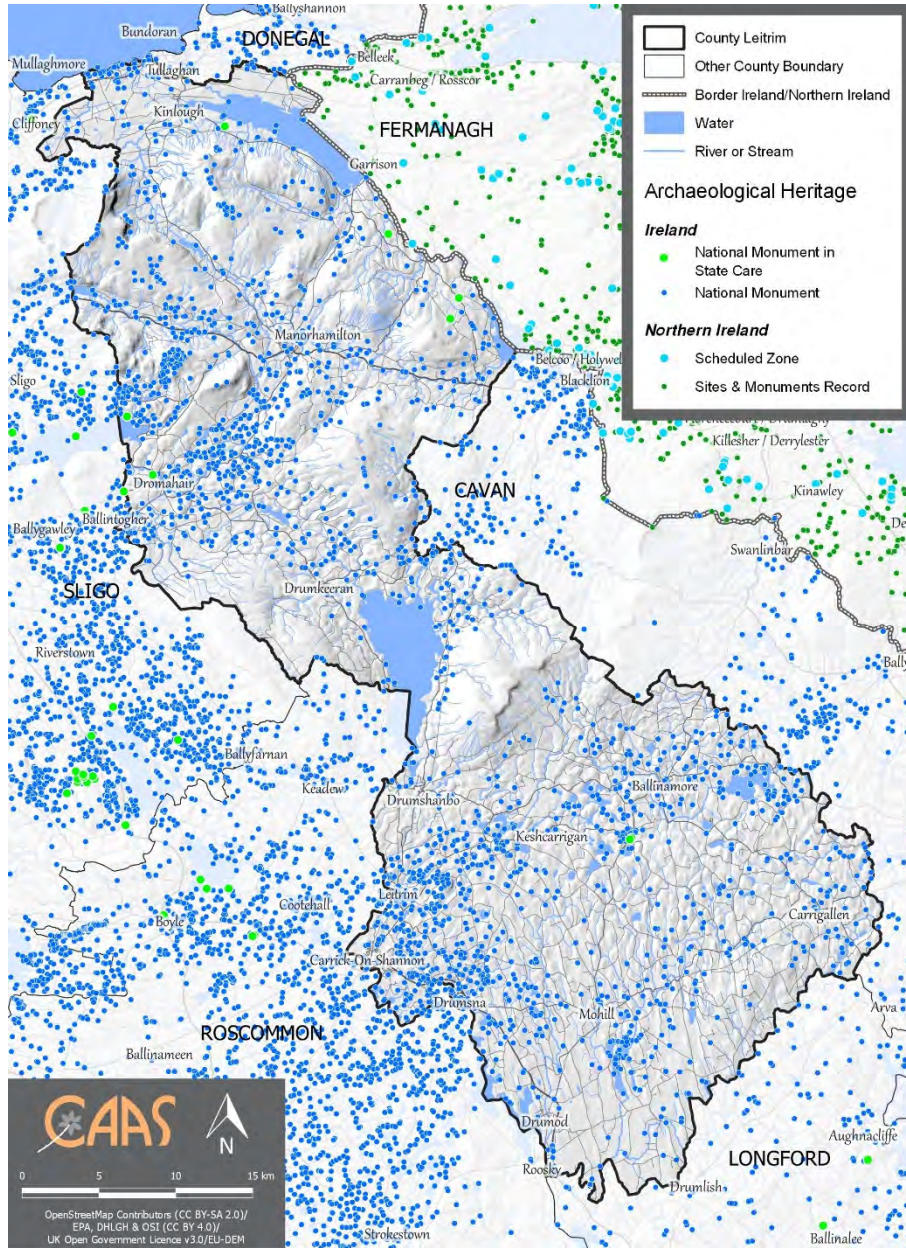 Ballyshannon
Bundoran
DONEGAL
Mullaghmore
Tullaghan
Belleek
Carranbeg / Rosscor
Cliffoney
Kinlough
FERMANAGH
Garrison
Manorhamilton
Sligo
Belcoo / Holywel
Blacklion
Killesher / Derrylester
Kinawley
CAVAN
De
Dromahair
Ballintogher
Ballygawley
Swanlinbar
SLIGO
Drumkeeran
Riverstown
Bally
Ballyfarnan
Keadew
Drumshanbo
Ballinamore
Keshcarrigan
Leitrim
Cootehall
Boyle
Carrigallen
Carrick-On-Shannon
Drumsna
Mohill
Arva
ROSCOMMON
Ballinameen
Drumod
Aughnacliffe
Roosky
LONGFORD
Drumlish
Strokestown
Ballinalee
County Leitrim
Other County Boundary
Border Ireland/Northern Ireland
Water
River or Stream
Archaeological Heritage
Ireland
National Monument in
State Care
National Monument
Northern Ireland
Scheduled Zone
Sites & Monuments Record
CAAS
N
0 5 10 15 km
OpenStreetMap Contributors (CC BY-SA 2.0)/
EPA, DHLGH & OSI (CC BY 4.0)/
UK Open Government Licence v3.0/EU-DEM